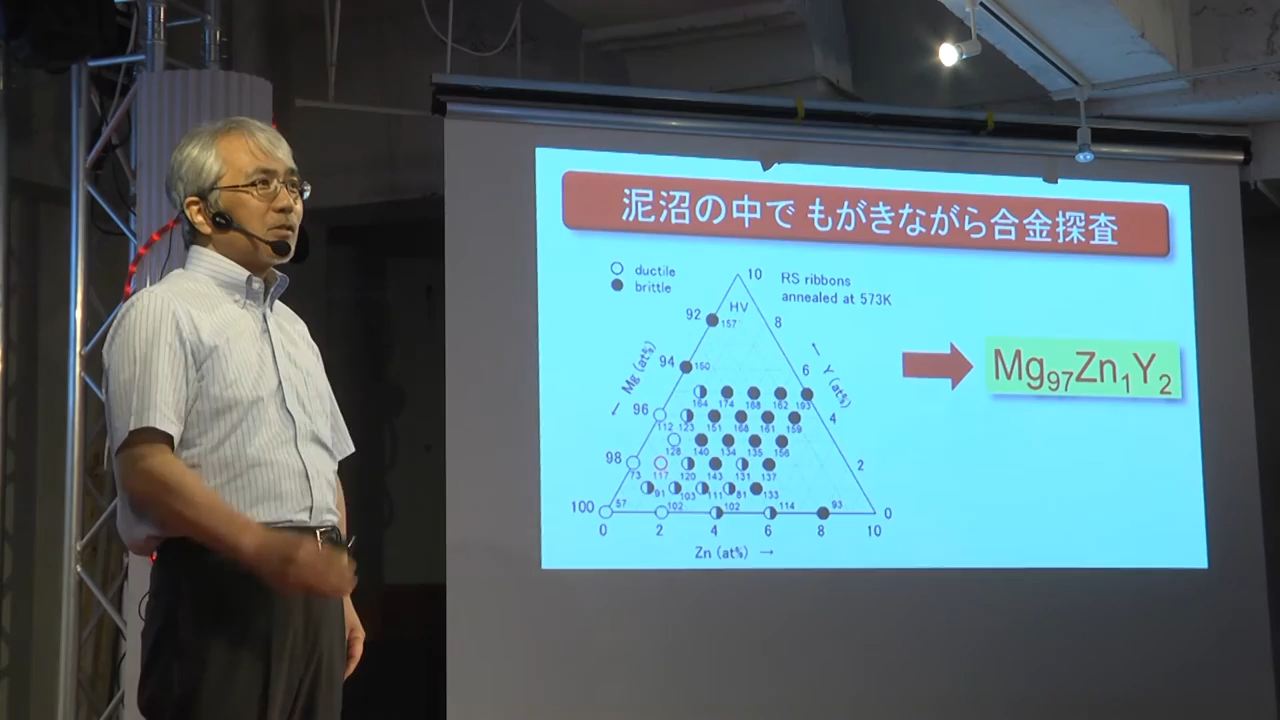 泥沼の中で もがきながら合金探査
ductile
brittle
RS ribbons
annealed at 573K
HV
10
92 157 8
94 150 6
← Mg (at%)
← Y (at%)
164 174 168 162 193
96 4
112 123 151 168 161 159
128 140 134 135 156
98 2
73 117 120 143 131 137
91 103 111 81 133
100 57 102 102 114 93 0
0 2 4 6 8 10
Zn (at%) →
Mg₉₇Zn₁Y₂